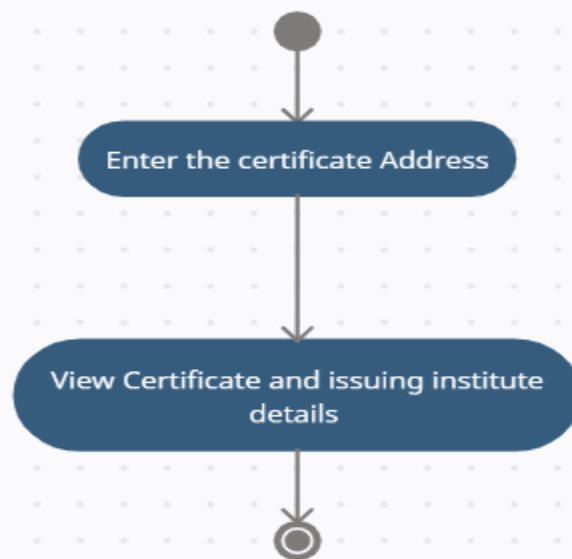 Enter the certificate Address
View Certificate and issuing institute
details